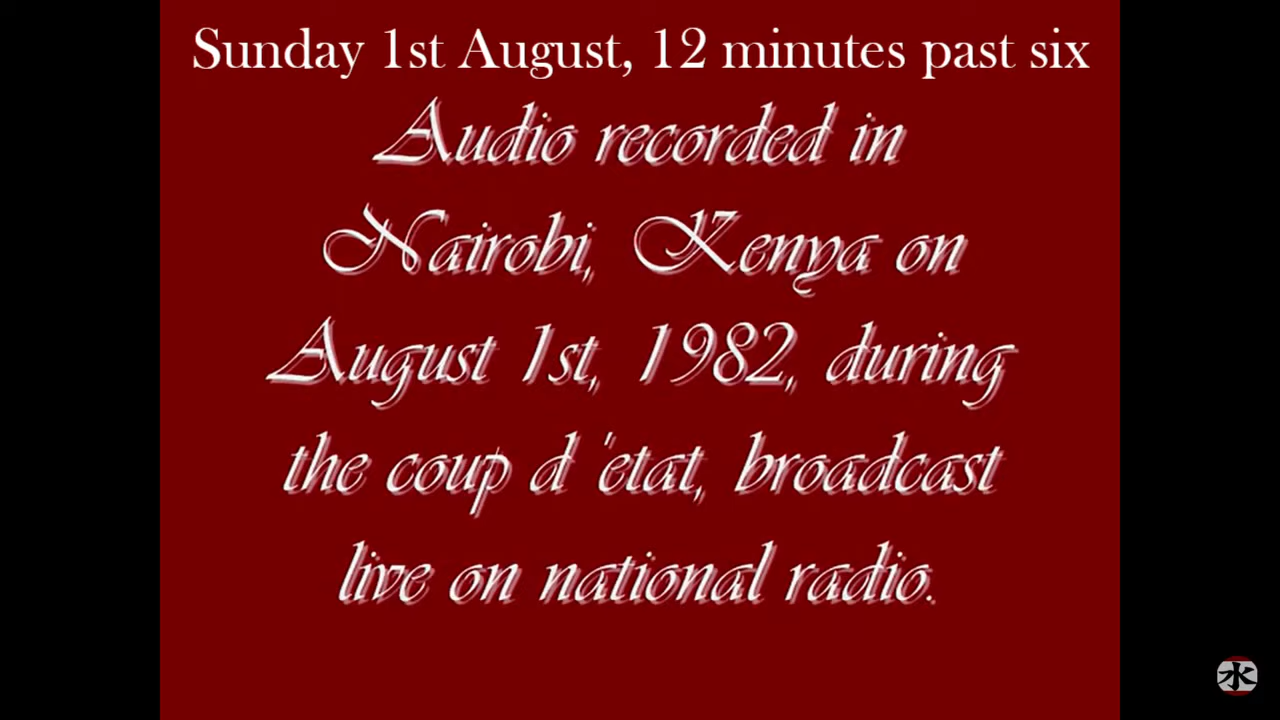 Sunday 1st August, 12 minutes past six
Audio recorded in
Nairobi, Kenya on
August 1st, 1982, during
the coup d 'etat, broadcast
live on national radio.
水